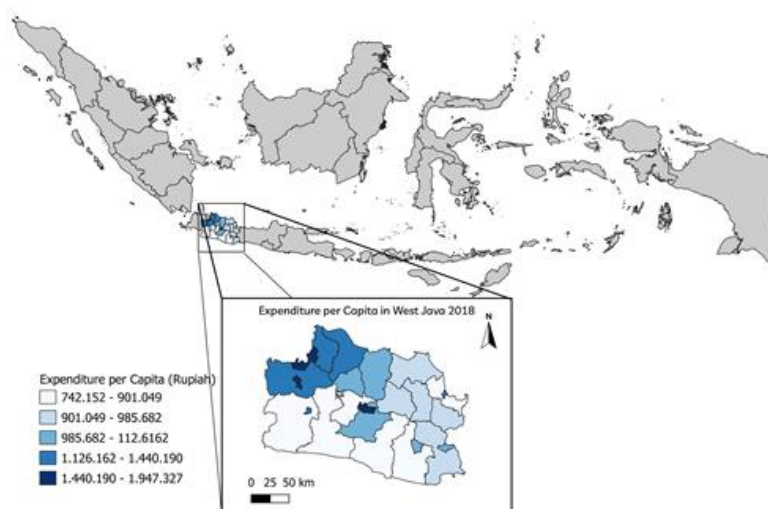 Expenditure per Capita in West Java 2018
N
Expenditure per Capita (Rupiah)
742.152 - 901.049
901.049 - 985.682
985.682 - 112.6162
1.126.162 - 1.440.190
1.440.190 - 1.947.327
0 25 50 km